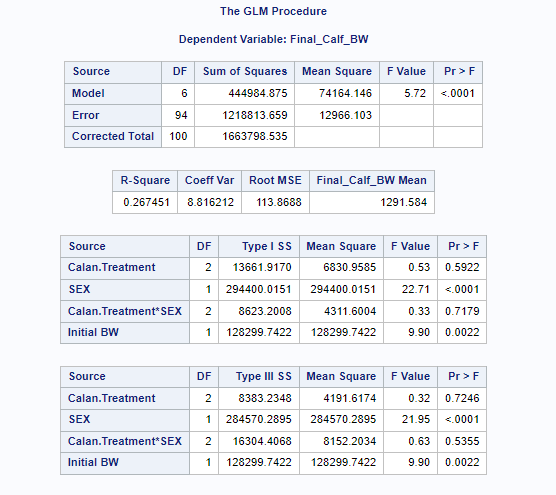 The GLM Procedure
Dependent Variable: Final_Calf_BW
Source DF Sum of Squares Mean Square F Value Pr > F
Model 6 444984.875 74164.146 5.72 <.0001
Error 94 1218813.659 12966.103
Corrected Total 100 1663798.535
R-Square Coeff Var Root MSE Final_Calf_BW Mean
0.267451 8.816212 113.8688 1291.584
Source DF Type I SS Mean Square F Value Pr > F
Calan.Treatment 2 13661.9170 6830.9585 0.53 0.5922
SEX 1 294400.0151 294400.0151 22.71 <.0001
Calan.Treatment*SEX 2 8623.2008 4311.6004 0.33 0.7179
Initial BW 1 128299.7422 128299.7422 9.90 0.0022
Source DF Type III SS Mean Square F Value Pr > F
Calan.Treatment 2 8383.2348 4191.6174 0.32 0.7246
SEX 1 284570.2895 284570.2895 21.95 <.0001
Calan.Treatment*SEX 2 16304.4068 8152.2034 0.63 0.5355
Initial BW 1 128299.7422 128299.7422 9.90 0.0022